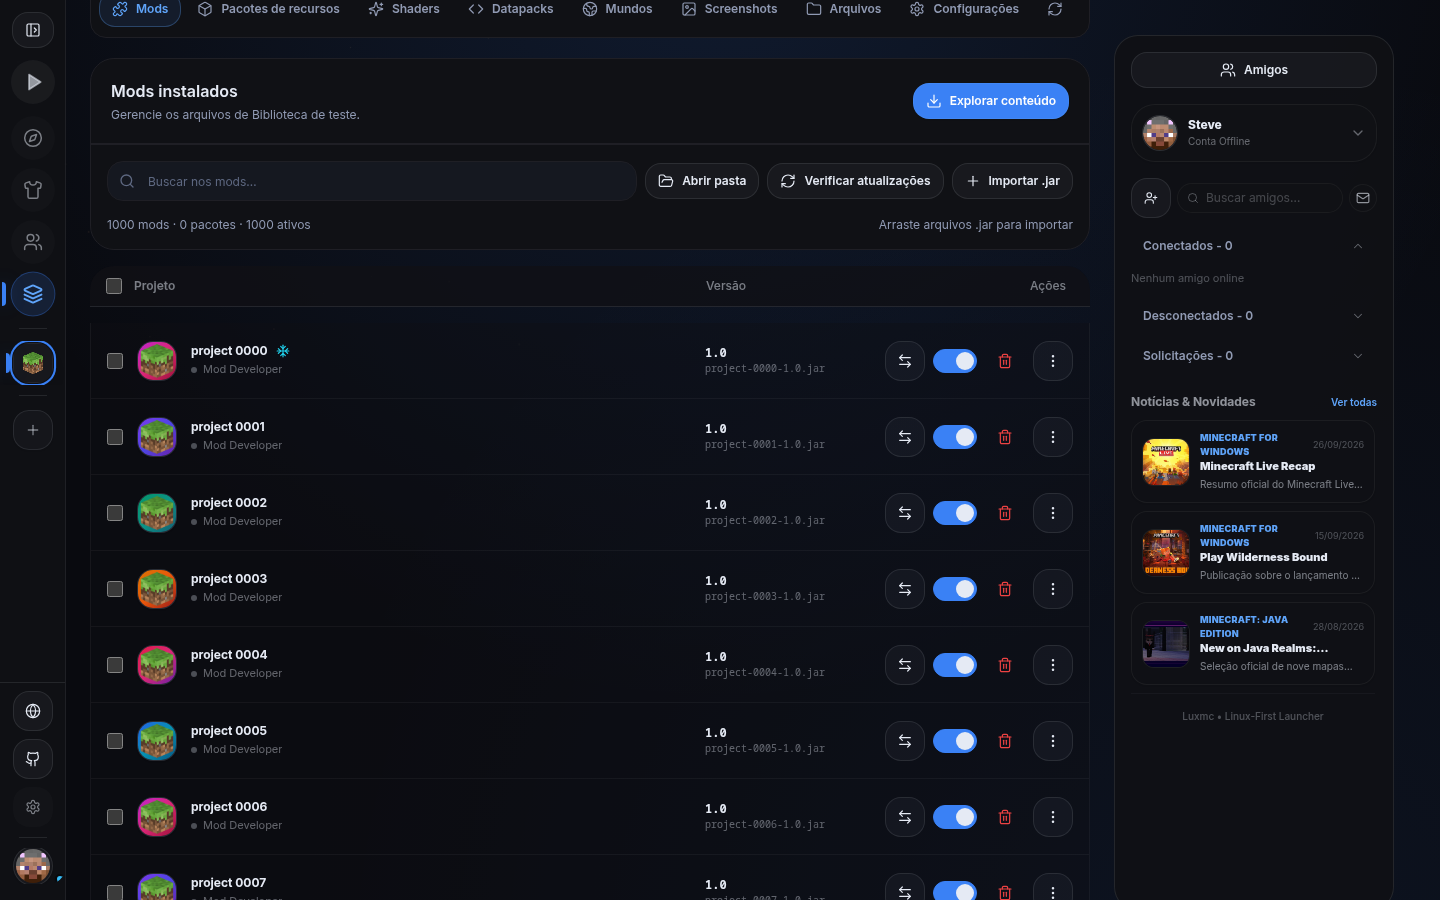 Mods
Pacotes de recursos
Shaders
Datapacks
Mundos
Screenshots
Arquivos
Configurações
Mods instalados
Gerencie os arquivos de Biblioteca de teste.
Explorar conteúdo
Buscar nos mods...
Abrir pasta
Verificar atualizações
Importar .jar
1000 mods · 0 pacotes · 1000 ativos
Arraste arquivos .jar para importar
Projeto
Versão
Ações
project 0000
Mod Developer
1.0
project-0000-1.0.jar
project 0001
Mod Developer
1.0
project-0001-1.0.jar
project 0002
Mod Developer
1.0
project-0002-1.0.jar
project 0003
Mod Developer
1.0
project-0003-1.0.jar
project 0004
Mod Developer
1.0
project-0004-1.0.jar
project 0005
Mod Developer
1.0
project-0005-1.0.jar
project 0006
Mod Developer
1.0
project-0006-1.0.jar
project 0007
1.0
Amigos
Steve
Conta Offline
Buscar amigos...
Conectados - 0
Nenhum amigo online
Desconectados - 0
Solicitações - 0
Notícias & Novidades
Ver todas
MINECRAFT FOR
WINDOWS
26/09/2026
Minecraft Live Recap
Resumo oficial do Minecraft Live...
MINECRAFT FOR
WINDOWS
15/09/2026
Play Wilderness Bound
Publicação sobre o lançamento ...
MINECRAFT: JAVA
EDITION
28/08/2026
New on Java Realms:...
Seleção oficial de nove mapas...
Luxmc • Linux-First Launcher